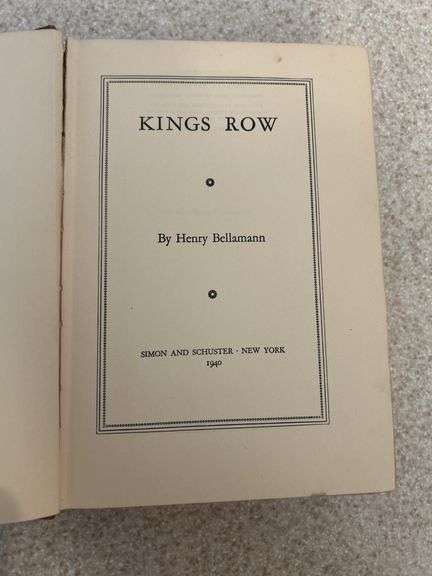 KINGS ROW
By Henry Bellamann
SIMON AND SCHUSTER · NEW YORK
1940